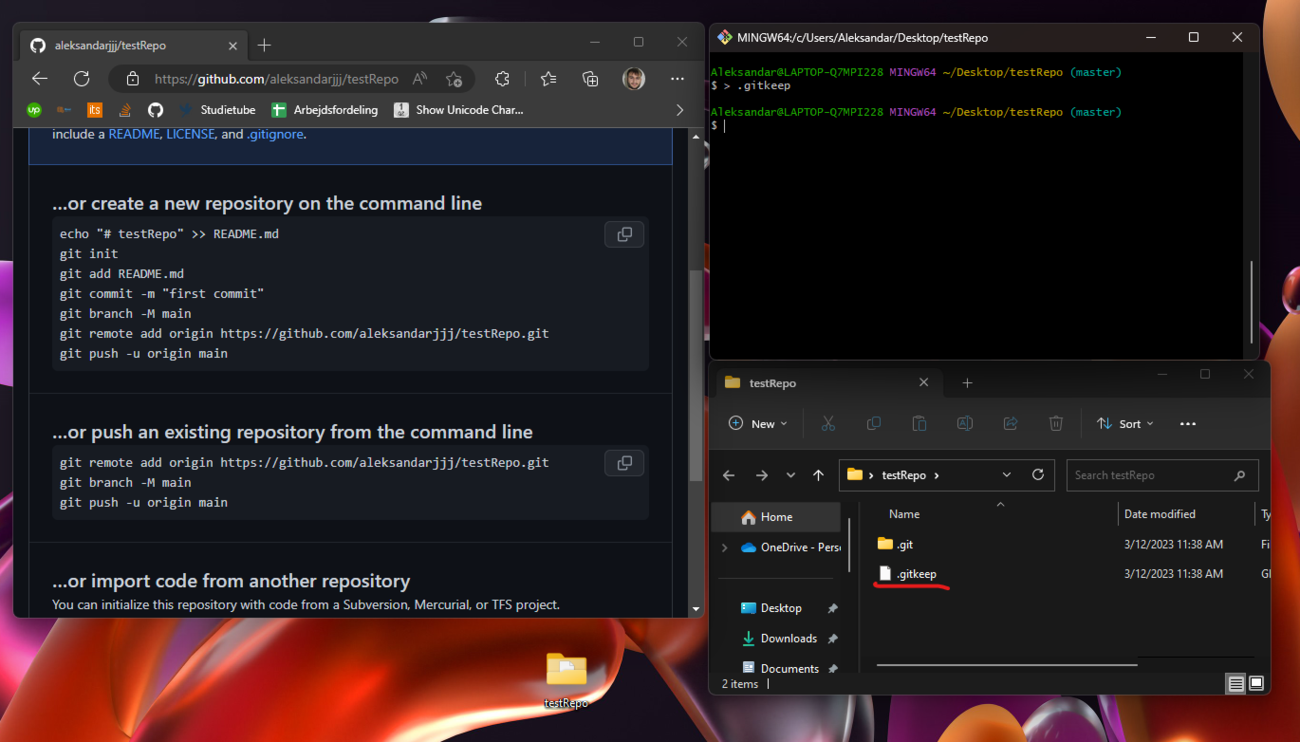 aleksandarjjj/testRepo
https://github.com/aleksandarjjj/testRepo
up
its
Studietube
Arbejdsfordeling
Show Unicode Char...
include a README, LICENSE, and .gitignore.
...or create a new repository on the command line
echo "# testRepo" >> README.md
git init
git add README.md
git commit -m "first commit"
git branch -M main
git remote add origin https://github.com/aleksandarjjj/testRepo.git
git push -u origin main
...or push an existing repository from the command line
git remote add origin https://github.com/aleksandarjjj/testRepo.git
git branch -M main
git push -u origin main
...or import code from another repository
You can initialize this repository with code from a Subversion, Mercurial, or TFS project.
MINGW64:/c/Users/Aleksandar/Desktop/testRepo
Aleksandar@LAPTOP-Q7MPI228 MINGW64 ~/Desktop/testRepo (master)
$ > .gitkeep
Aleksandar@LAPTOP-Q7MPI228 MINGW64 ~/Desktop/testRepo (master)
$
testRepo
New
Sort
testRepo
Search testRepo
Home
OneDrive - Pers
Desktop
Downloads
Documents
Name Date modified Ty
.git 3/12/2023 11:38 AM Fi
.gitkeep 3/12/2023 11:38 AM GI
2 items
testRepo